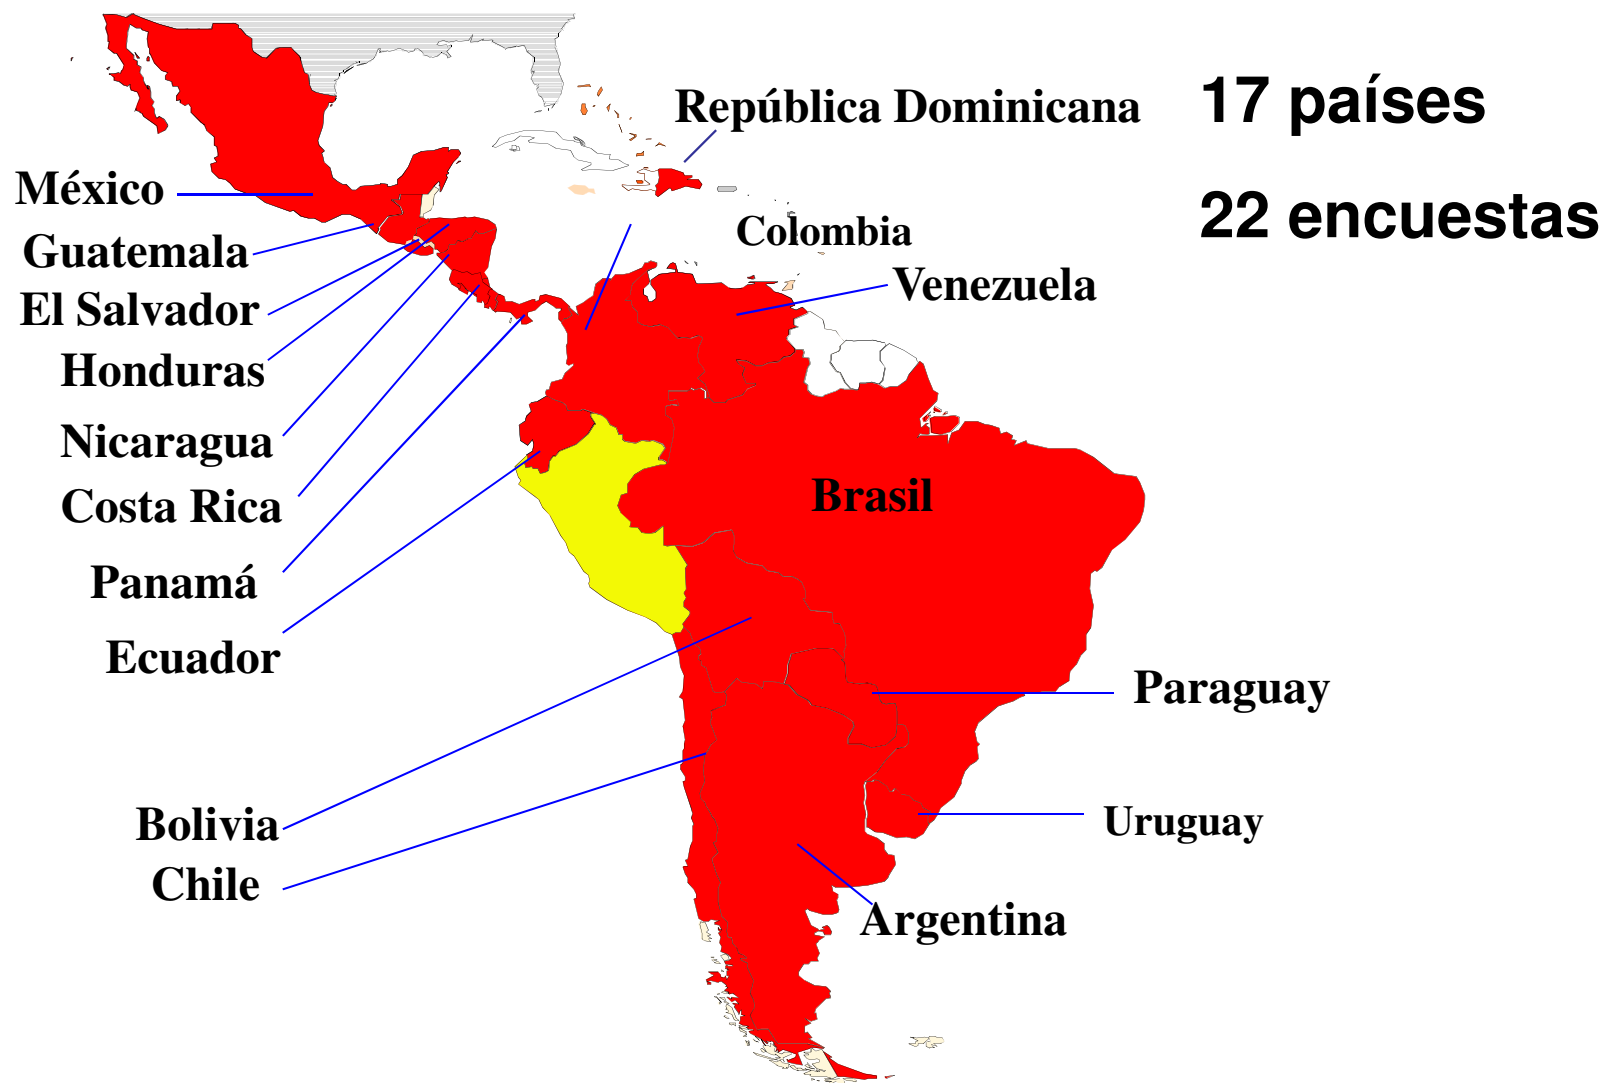 República Dominicana
17 países
México
22 encuestas
Colombia
Guatemala
Venezuela
El Salvador
Honduras
Nicaragua
Brasil
Costa Rica
Panamá
Ecuador
Paraguay
Bolivia
Uruguay
Chile
Argentina